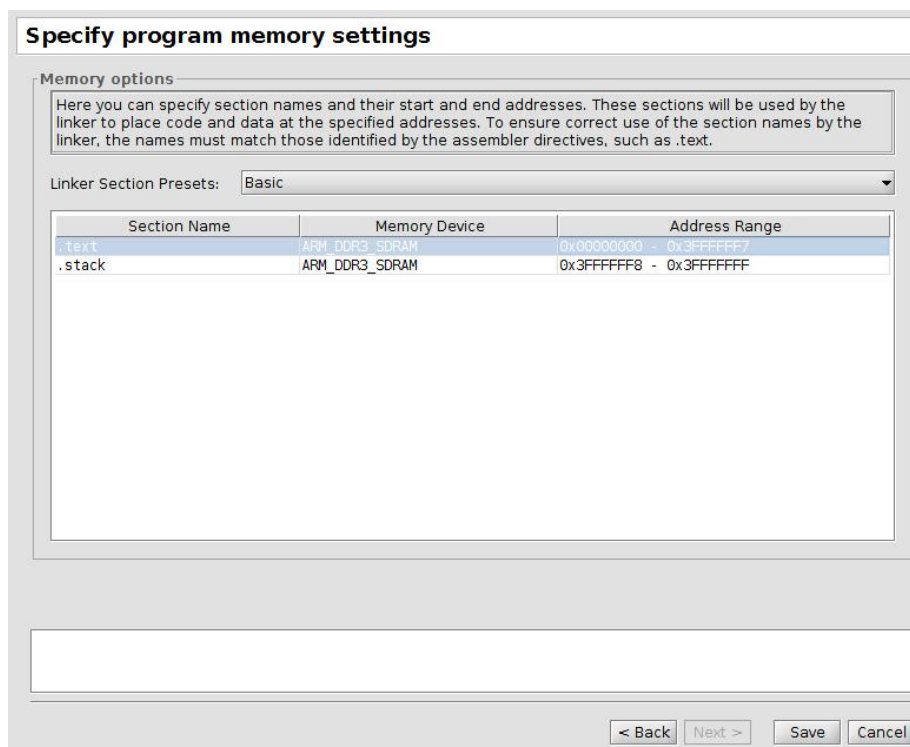 Specify program memory settings
Memory options
Here you can specify section names and their start and end addresses. These sections will be used by the
linker to place code and data at the specified addresses. To ensure correct use of the section names by the
linker, the names must match those identified by the assembler directives, such as .text.
Linker Section Presets: Basic
Section Name Memory Device Address Range
.text ARM_DDR3_SDRAM 0x00000000 - 0x3FFFFFF7
.stack ARM_DDR3_SDRAM 0x3FFFFFF8 - 0x3FFFFFFF
< Back Next > Save Cancel